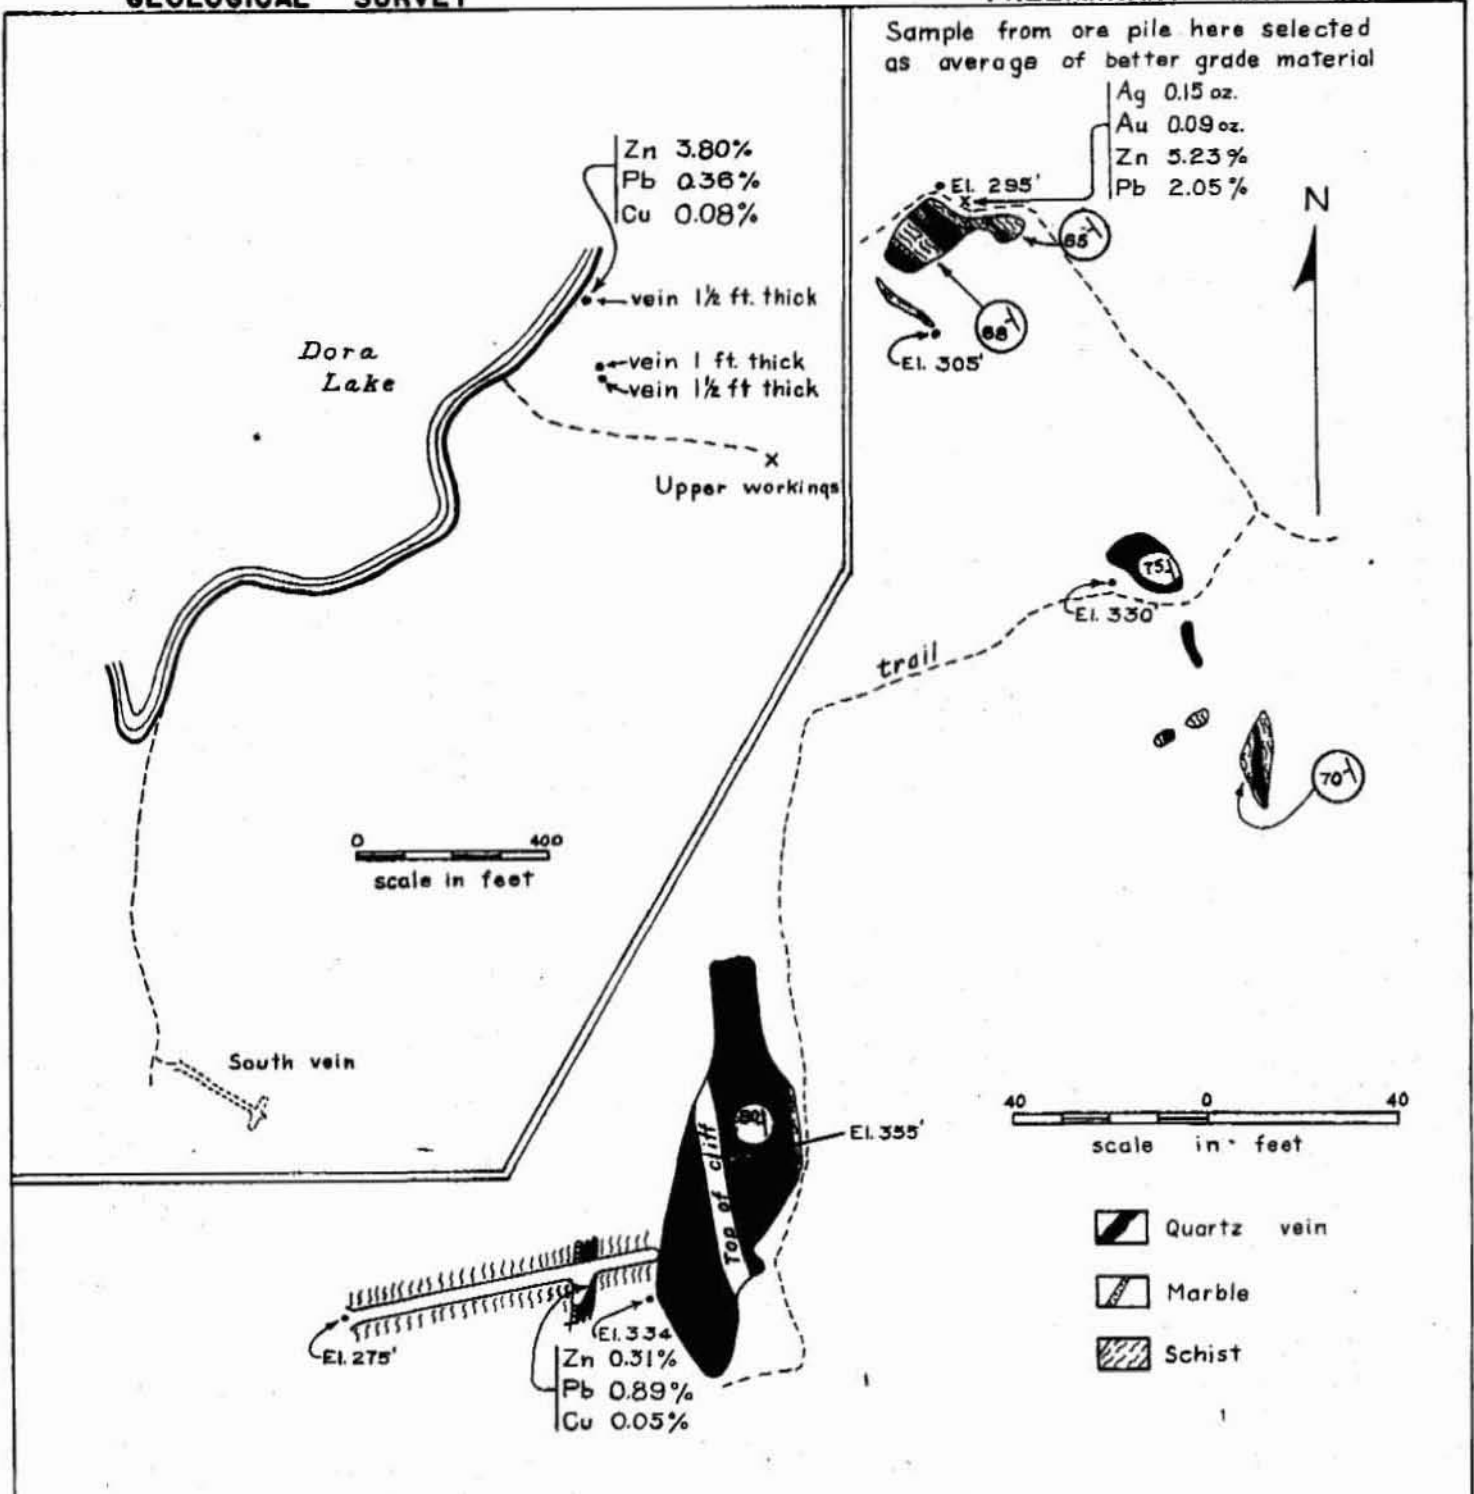 GEOLOGICAL SURVEY
Sample from ore pile here selected
as average of better grade material
Ag 0.15 oz.
Au 0.09 oz.
Zn 5.23%
Pb 2.05%
Zn 3.80%
Pb 0.36%
Cu 0.08%
El. 295'
65
68
El. 305'
N
vein 1½ ft. thick
vein 1 ft. thick
vein 1½ ft thick
Dora
Lake
x
Upper workings
75
El. 330'
trail
70
0 400
scale in feet
South vein
80
Top of cliff
El. 355'
40 0 40
scale in feet
Quartz vein
Marble
Schist
El. 275'
El. 334
Zn 0.31%
Pb 0.89%
Cu 0.05%